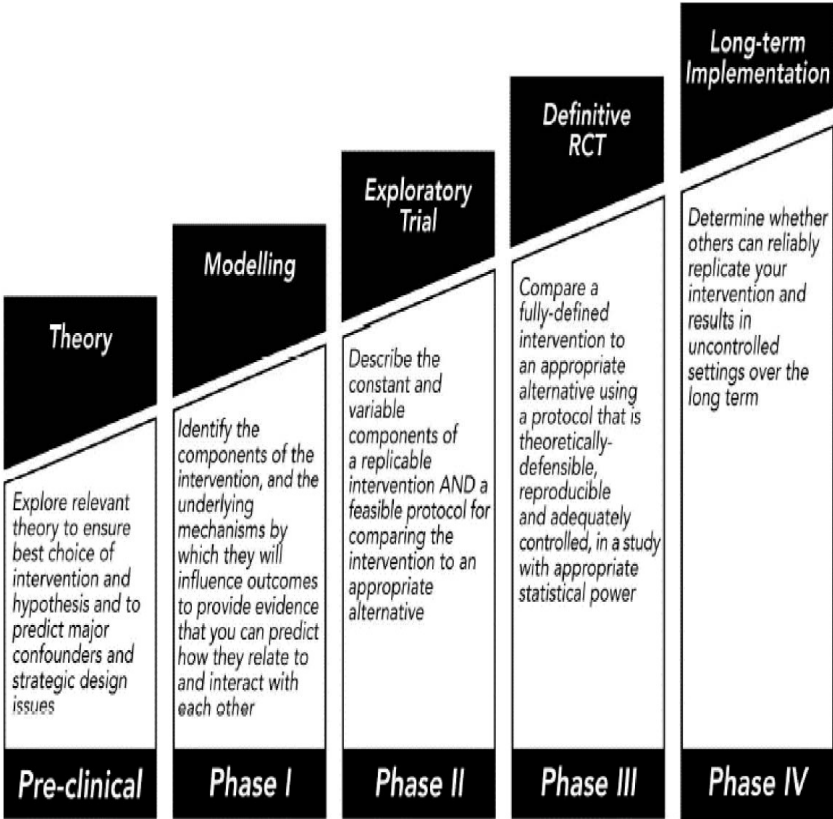 Theory
Explore relevant
theory to ensure
best choice of
intervention and
hypothesis and to
predict major
confounders and
strategic design
issues
Pre-clinical
Modelling
Identify the
components of the
intervention, and the
underlying
mechanisms by
which they will
influence outcomes
to provide evidence
that you can predict
how they relate to
and interact with
each other
Phase I
Exploratory
Trial
Describe the
constant and
variable
components of
a replicable
intervention AND a
feasible protocol for
comparing the
intervention to an
appropriate
alternative
Phase II
Definitive
RCT
Compare a
fully-defined
intervention to
an appropriate
alternative using
a protocol that is
theoretically-
defensible,
reproducible
and adequately
controlled, in a study
with appropriate
statistical power
Phase III
Long-term
Implementation
Determine whether
others can reliably
replicate your
intervention and
results in
uncontrolled
settings over the
long term
Phase IV